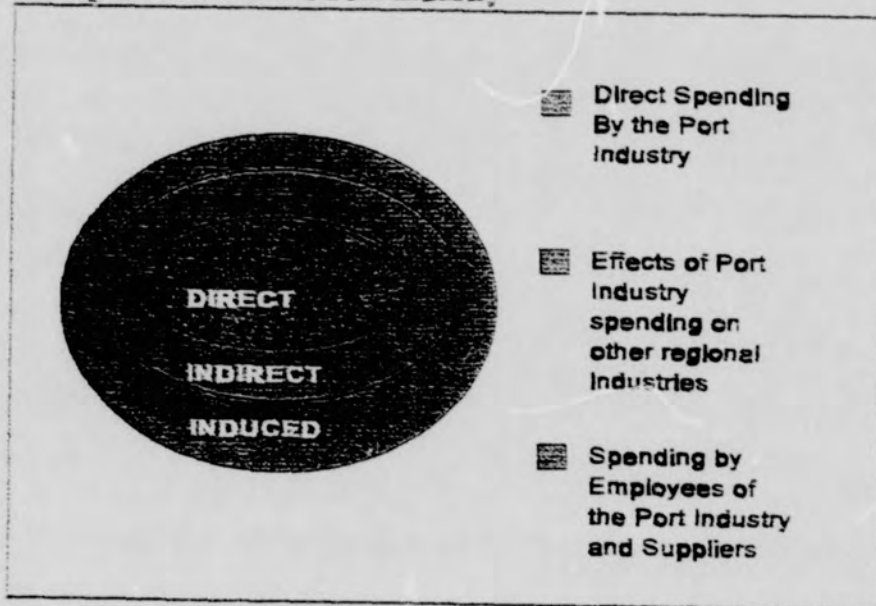 DIRECT
INDIRECT
INDUCED
Direct Spending
By the Port
Industry
Effects of Port
Industry
spending on
other regional
Industries
Spending by
Employees of
the Port Industry
and Suppliers